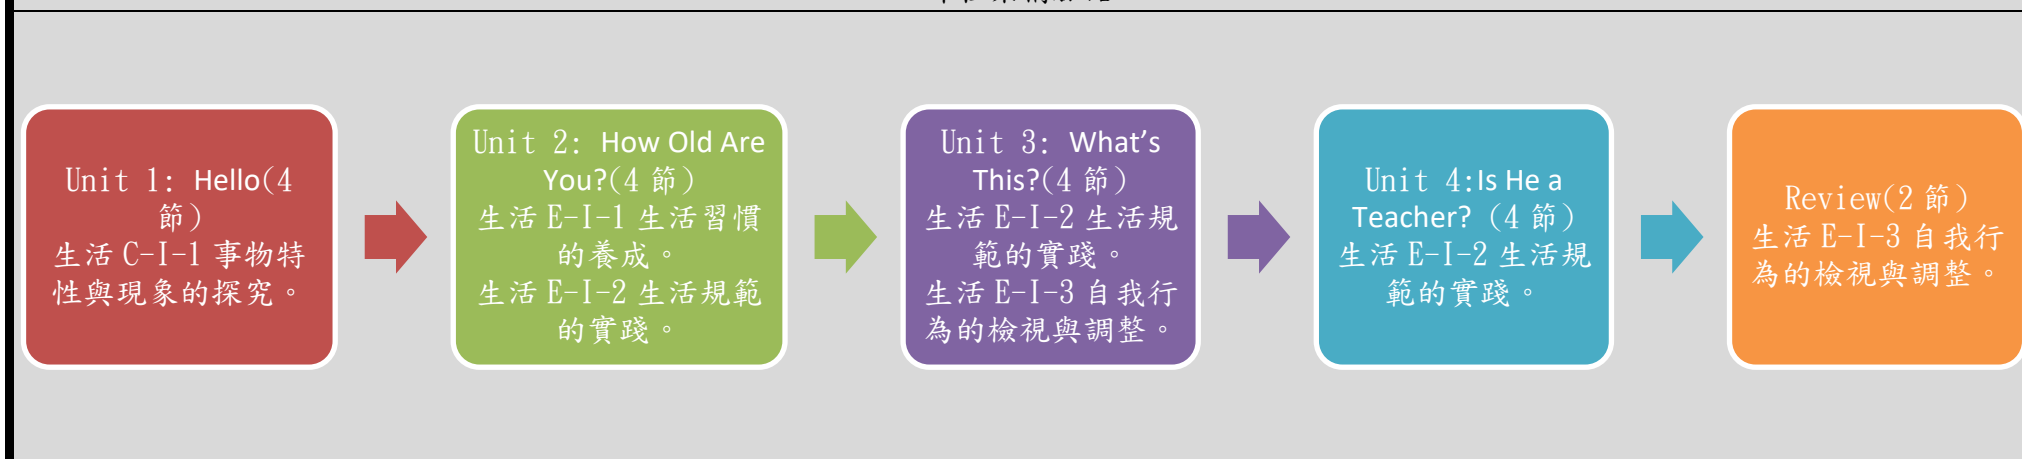 Unit 1: Hello(4
節)
生活 C-I-1 事物特
性與現象的探究。
Unit 2: How Old Are
You?(4 節)
生活 E-I-1 生活習慣
的養成。
生活 E-I-2 生活規範
的實踐。
Unit 3: What’s
This?(4 節)
生活 E-I-2 生活規
範的實踐。
生活 E-I-3 自我行
為的檢視與調整。
Unit 4:Is He a
Teacher? (4 節)
生活 E-I-2 生活規
範的實踐。
Review(2 節)
生活 E-I-3 自我行
為的檢視與調整。